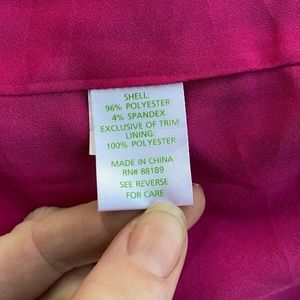 SHELL:
96% POLYESTER
4% SPANDEX
EXCLUSIVE OF TRIM
LINING:
100% POLYESTER
MADE IN CHINA
RN# 88189
SEE REVERSE
FOR CARE